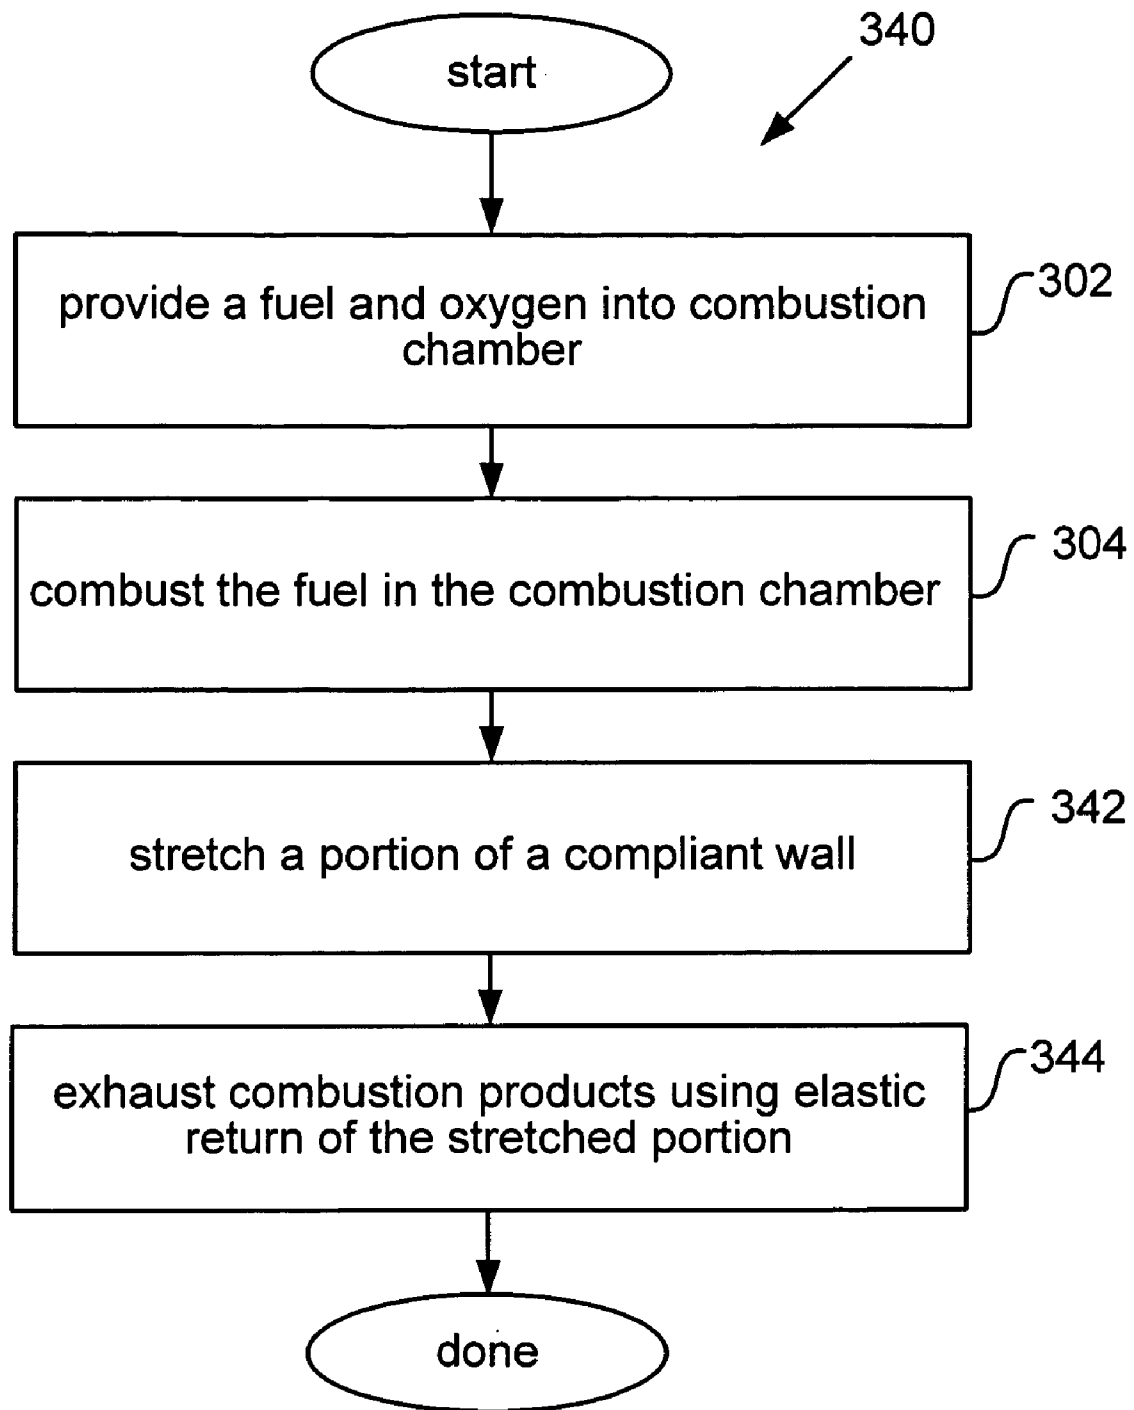 340
start
provide a fuel and oxygen into combustion
chamber
302
combust the fuel in the combustion chamber
304
stretch a portion of a compliant wall
342
exhaust combustion products using elastic
return of the stretched portion
344
done